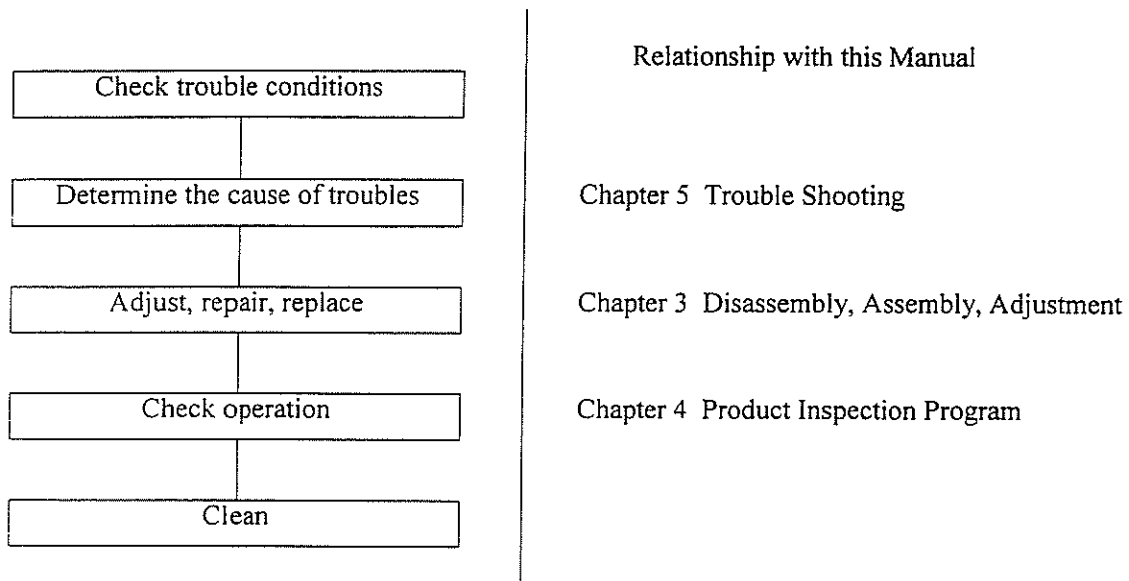 Relationship with this Manual
Check trouble conditions
Determine the cause of troubles
Chapter 5 Trouble Shooting
Adjust, repair, replace
Chapter 3 Disassembly, Assembly, Adjustment
Check operation
Chapter 4 Product Inspection Program
Clean